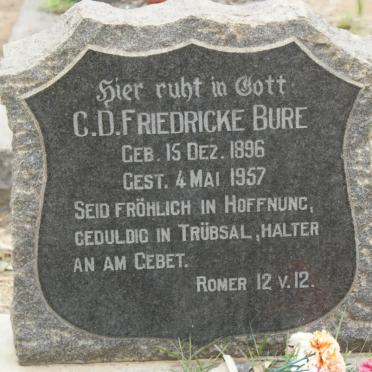 Hier ruht in Gott
C.D. FRIEDRICKE BURE
GEB. 15 DEZ. 1896
GEST. 4 MAI 1957
SEID FRÖHLICH IN HOFFNUNG,
GEDULDIG IN TRÜBSAL, HALTER
AN AM GEBET.
ROMER 12 V. 12.